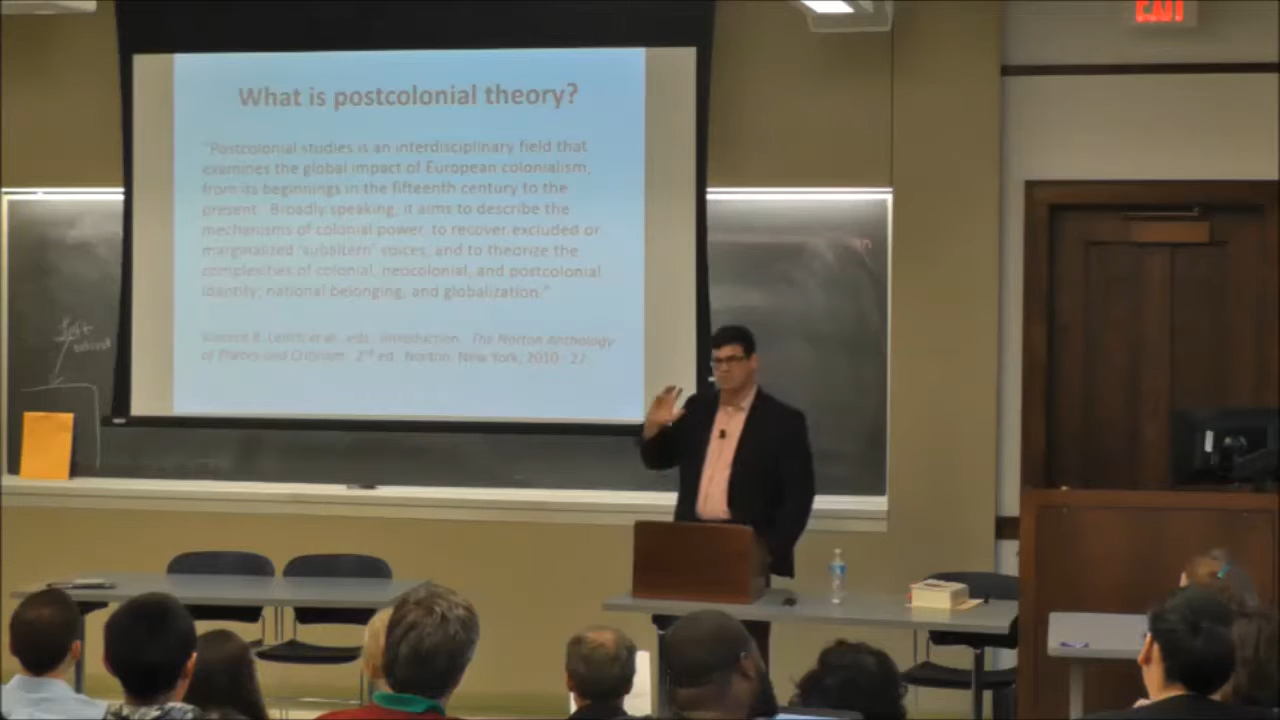 EXIT
What is postcolonial theory?
"Postcolonial studies is an interdisciplinary field that
examines the global impact of European colonialism,
from its beginnings in the fifteenth century to the
present. Broadly speaking, it aims to describe the
mechanisms of colonial power, to recover excluded or
marginalized 'subaltern' voices, and to theorize the
complexities of colonial, neocolonial, and postcolonial
identity, national belonging, and globalization."
et al. eds. Introduction. The Norton Anthology
of Theory and Criticism. 2nd ed. Norton: New York, 2010. 27.
left